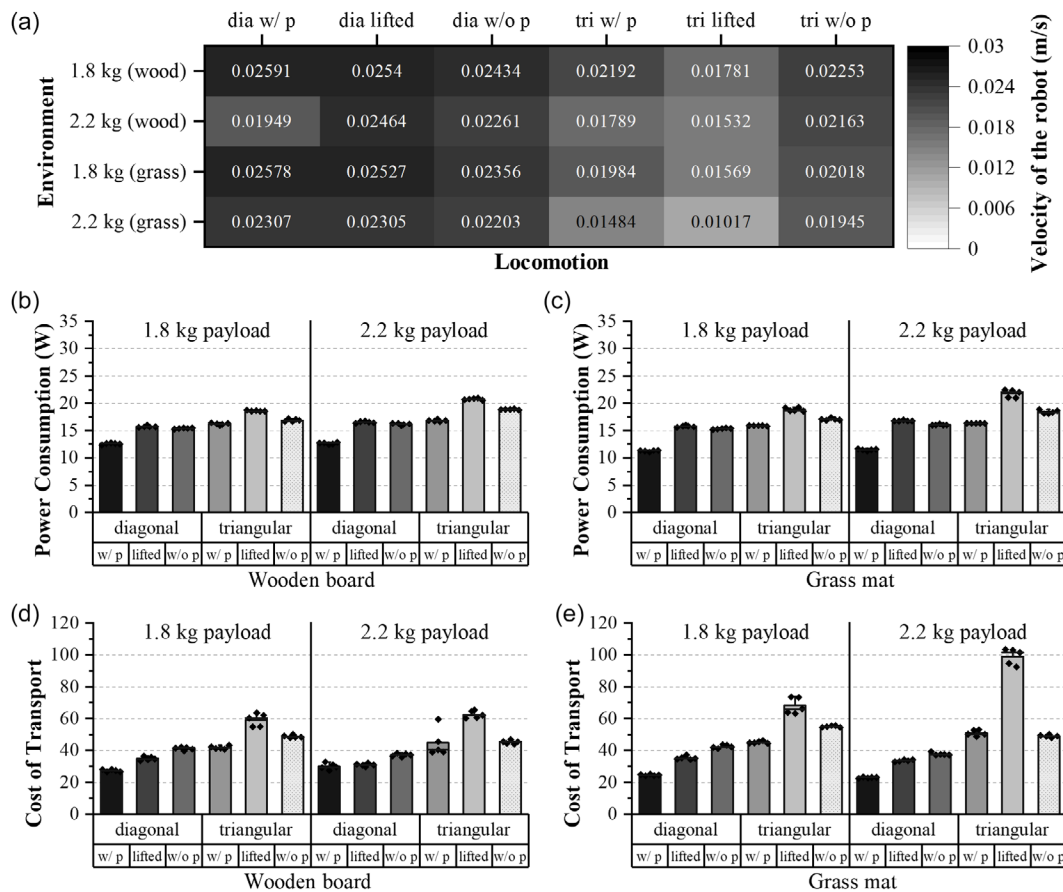 (a)
dia w/ p dia lifted dia w/o p tri w/ p tri lifted tri w/o p
Environment
1.8 kg (wood) 0.02591 0.0254 0.02434 0.02192 0.01781 0.02253
2.2 kg (wood) 0.01949 0.02464 0.02261 0.01789 0.01532 0.02163
1.8 kg (grass) 0.02578 0.02527 0.02356 0.01984 0.01569 0.02018
2.2 kg (grass) 0.02307 0.02305 0.02203 0.01484 0.01017 0.01945
Locomotion
0.03
0.024
0.018
0.012
0.006
0
Velocity of the robot (m/s)
(b)
Power Consumption (W)
35
30
25
20
15
10
5
0
1.8 kg payload 2.2 kg payload
diagonal triangular diagonal triangular
w/ p lifted w/o p w/ p lifted w/o p w/ p lifted w/o p w/ p lifted w/o p
Wooden board
(c)
Power Consumption (W)
35
30
25
20
15
10
5
0
1.8 kg payload 2.2 kg payload
diagonal triangular diagonal triangular
w/ p lifted w/o p w/ p lifted w/o p w/ p lifted w/o p w/ p lifted w/o p
Grass mat
(d)
Cost of Transport
120
100
80
60
40
20
0
1.8 kg payload 2.2 kg payload
diagonal triangular diagonal triangular
w/ p lifted w/o p w/ p lifted w/o p w/ p lifted w/o p w/ p lifted w/o p
Wooden board
(e)
Cost of Transport
120
100
80
60
40
20
0
1.8 kg payload 2.2 kg payload
diagonal triangular diagonal triangular
w/ p lifted w/o p w/ p lifted w/o p w/ p lifted w/o p w/ p lifted w/o p
Grass mat